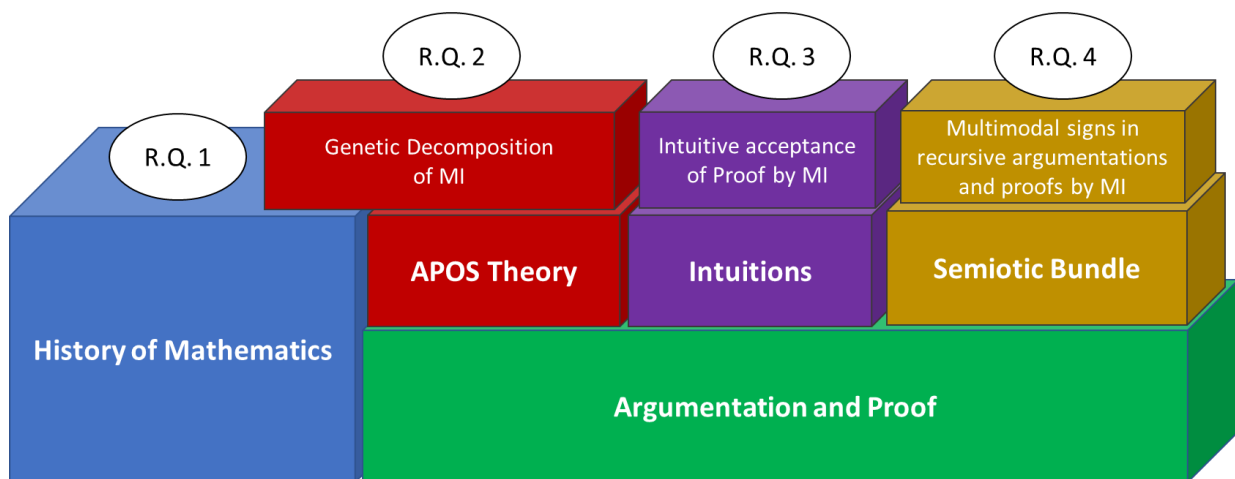 R.Q. 1
R.Q. 2
R.Q. 3
R.Q. 4
Genetic Decomposition
of MI
Intuitive acceptance
of Proof by MI
Multimodal signs in
recursive argumentations
and proofs by MI
APOS Theory
Intuitions
Semiotic Bundle
History of Mathematics
Argumentation and Proof